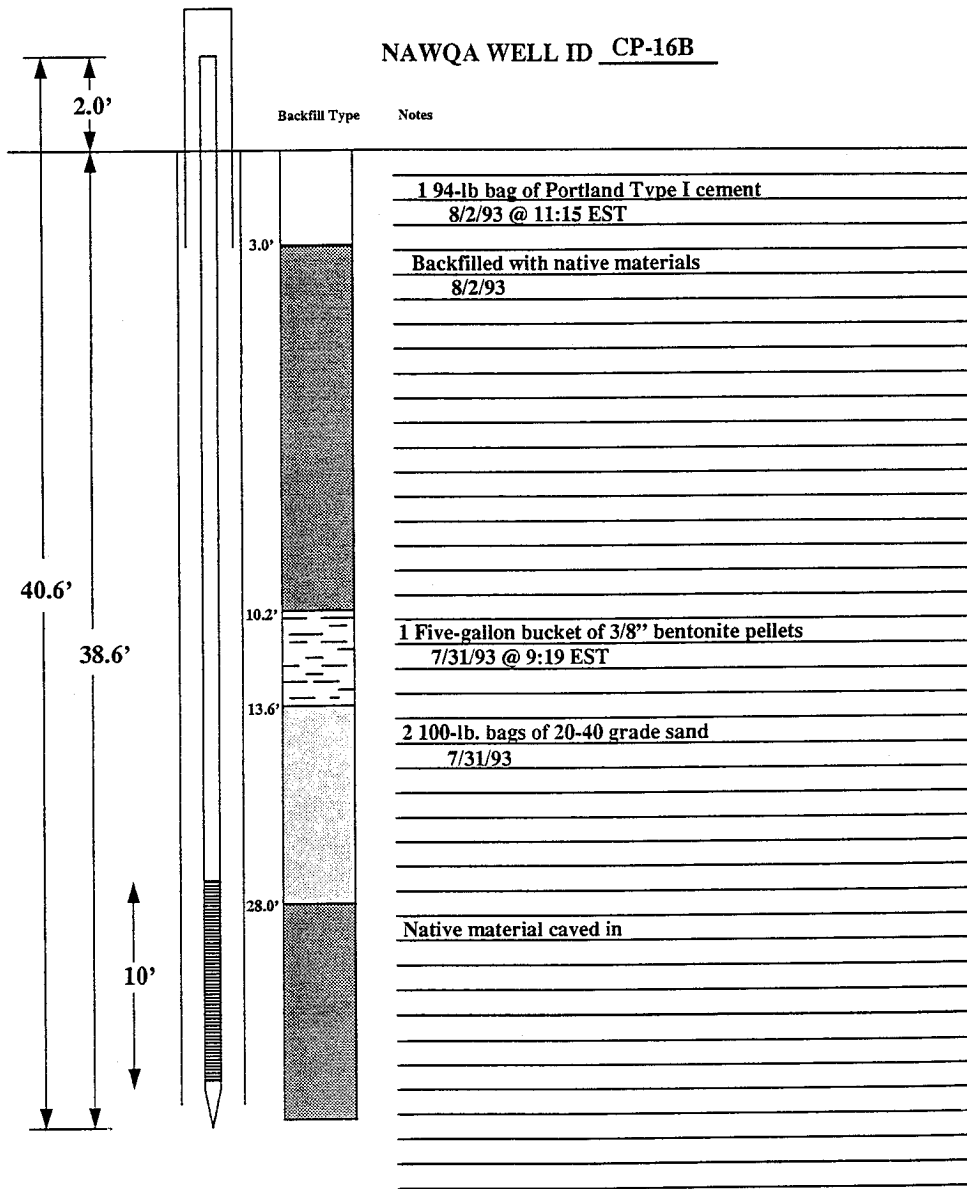 NAWQA WELL ID CP-16B
2.0’
Backfill Type Notes
1 94-lb bag of Portland Type I cement
8/2/93 @ 11:15 EST
3.0’
Backfilled with native materials
8/2/93
40.6’
10.2’
1 Five-gallon bucket of 3/8” bentonite pellets
38.6’
7/31/93 @ 9:19 EST
13.6’
2 100-lb. bags of 20-40 grade sand
7/31/93
28.0’
Native material caved in
10’